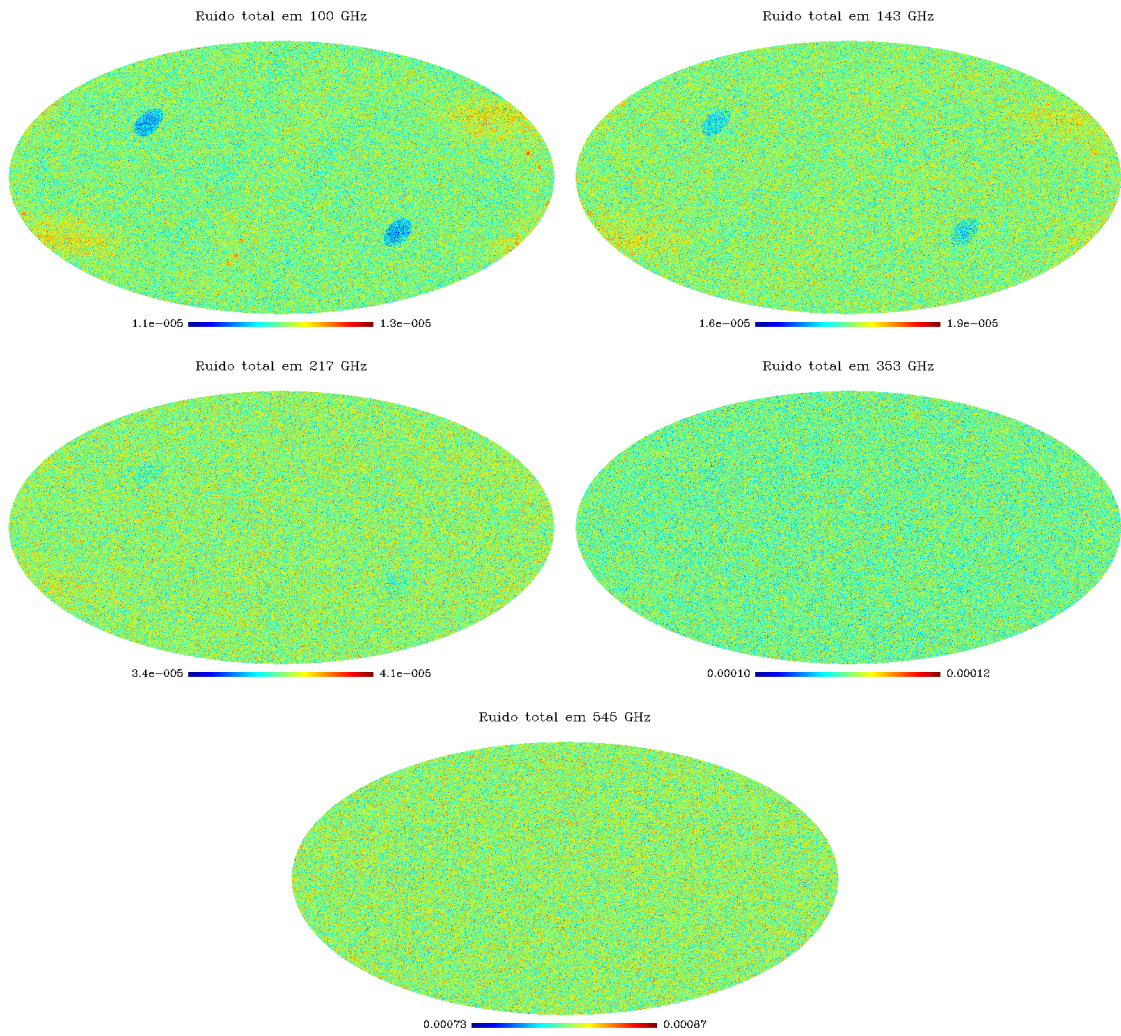 Ruido total em 100 GHz
Ruido total em 143 GHz
1.1e-005 1.3e-005
1.6e-005 1.9e-005
Ruido total em 217 GHz
Ruido total em 353 GHz
3.4e-005 4.1e-005
0.00010 0.00012
Ruido total em 545 GHz
0.00073 0.00087